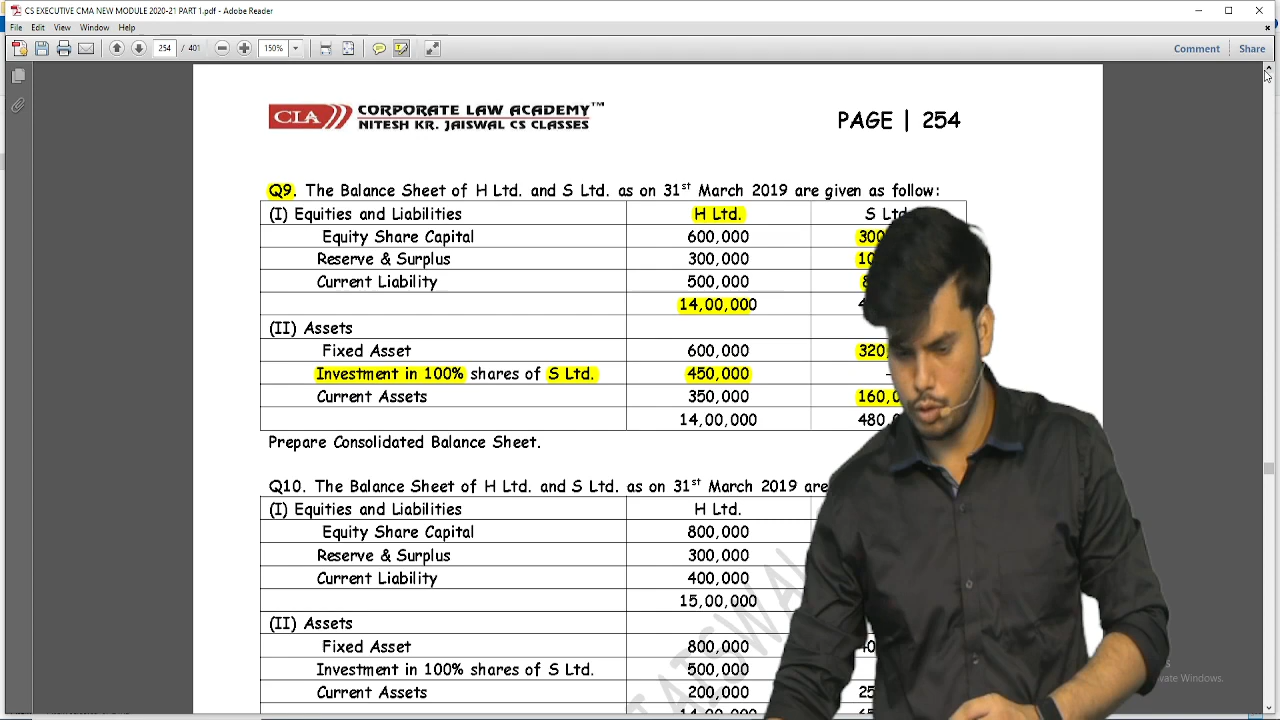 CS EXECUTIVE CMA NEW MODULE 2020-21 PART 1.pdf - Adobe Reader
File Edit View Window Help
254 / 401 150% Comment Share
CLA CORPORATE LAW ACADEMY™
NITESH KR. JAISWAL CS CLASSES
PAGE | 254
Q9. The Balance Sheet of H Ltd. and S Ltd. as on 31st March 2019 are given as follow:
(I) Equities and Liabilities H Ltd. S Ltd
Equity Share Capital 600,000 300
Reserve & Surplus 300,000 10
Current Liability 500,000 8
14,00,000 4
(II) Assets
Fixed Asset 600,000 320,
Investment in 100% shares of S Ltd. 450,000 -
Current Assets 350,000 160,0
14,00,000 480,
Prepare Consolidated Balance Sheet.
Q10. The Balance Sheet of H Ltd. and S Ltd. as on 31st March 2019 are
(I) Equities and Liabilities H Ltd.
Equity Share Capital 800,000
Reserve & Surplus 300,000
Current Liability 400,000
15,00,000
(II) Assets
Fixed Asset 800,000 40
Investment in 100% shares of S Ltd. 500,000
Current Assets 200,000 25
JAISWAL
vate Windows.